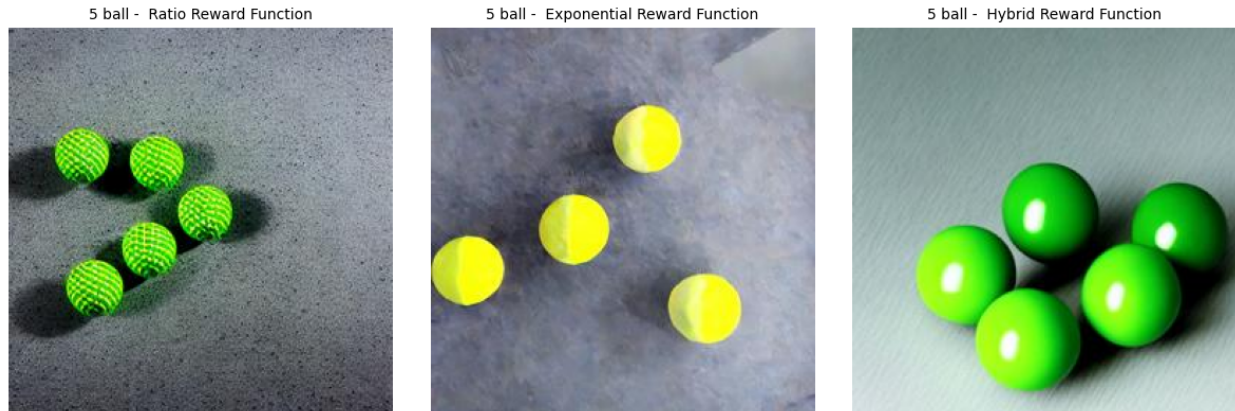 5 ball - Ratio Reward Function
5 ball - Exponential Reward Function
5 ball - Hybrid Reward Function